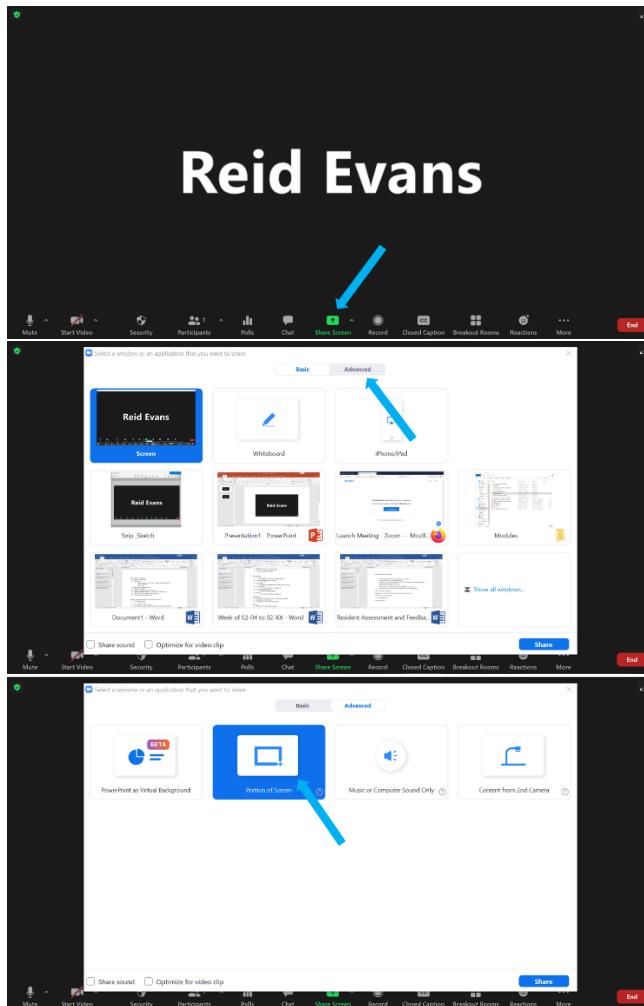 Reid Evans
1
Mute Start Video Security Participants Polls Chat Share Screen Record Closed Caption Breakout Rooms Reactions More End
Select a window or an application that you want to share
Basic Advanced
Reid Evans
Screen Whiteboard iPhone/iPad
Reid Evans
Snip _Sketch Presentation1 - PowerPoint Launch Meeting - Zoom — Mozil... Modules
Document1 - Word Week of 02-04 to 02-XX - Word Resident Assessment and Feedba... Show all windows...
Share sound Optimize for video clip Share
Mute Start Video Security Participants Polls Chat Share Screen Record Closed Caption Breakout Rooms Reactions More End
Select a window or an application that you want to share
Basic Advanced
BETA
PowerPoint as Virtual Background Portion of Screen Music or Computer Sound Only Content from 2nd Camera
Share sound Optimize for video clip Share
Mute Start Video Security Participants Polls Chat Share Screen Record Closed Caption Breakout Rooms Reactions More End